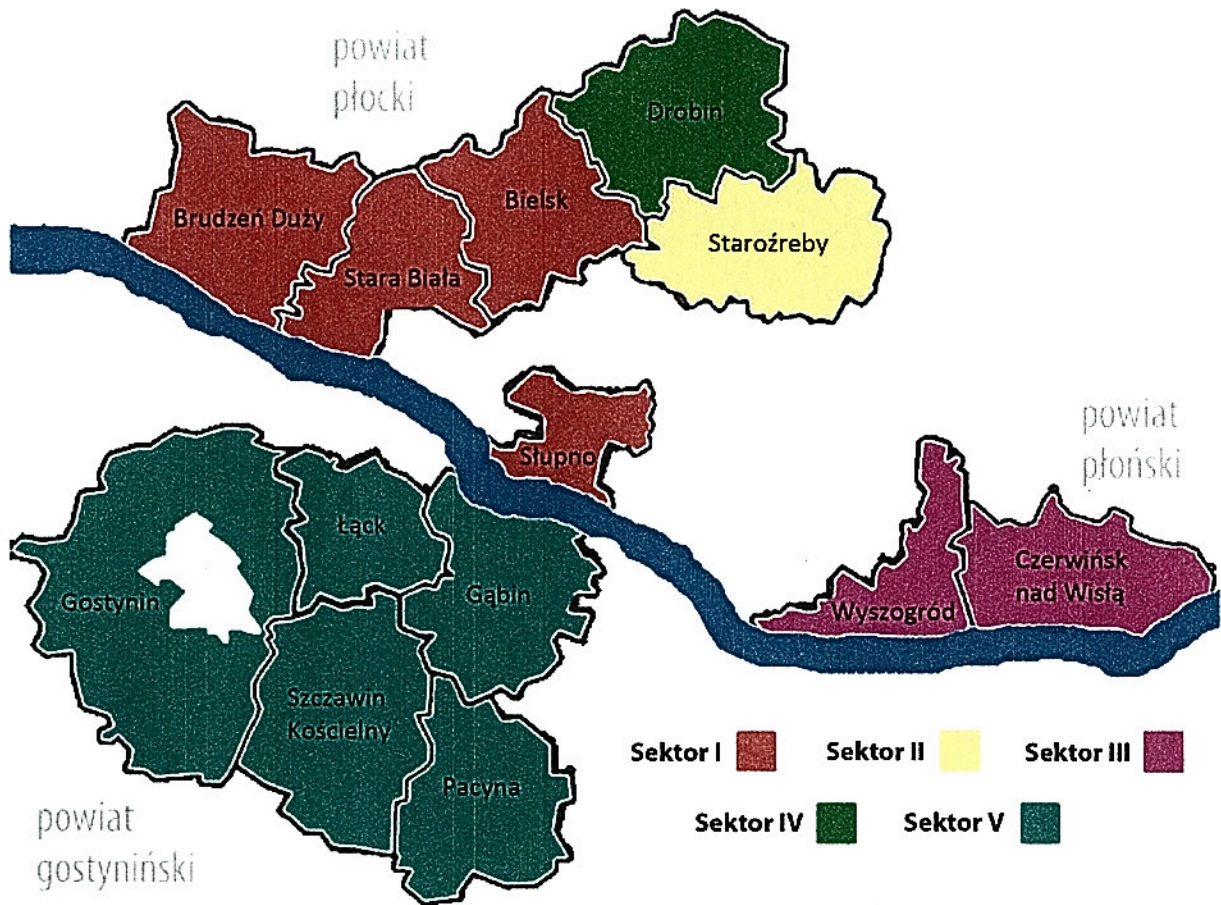 powiat
płocki
Drobin
Brudzeń Duży
Bielsk
Stara Biała
Staroźreby
Słupno
powiat
płoński
Łąck
Gostynin
Gąbin
Wyszogród
Czerwińsk
nad Wisłą
Szczawin
Kościelny
Pacyna
Sektor I
Sektor II
Sektor III
Sektor IV
Sektor V
powiat
gostyniński